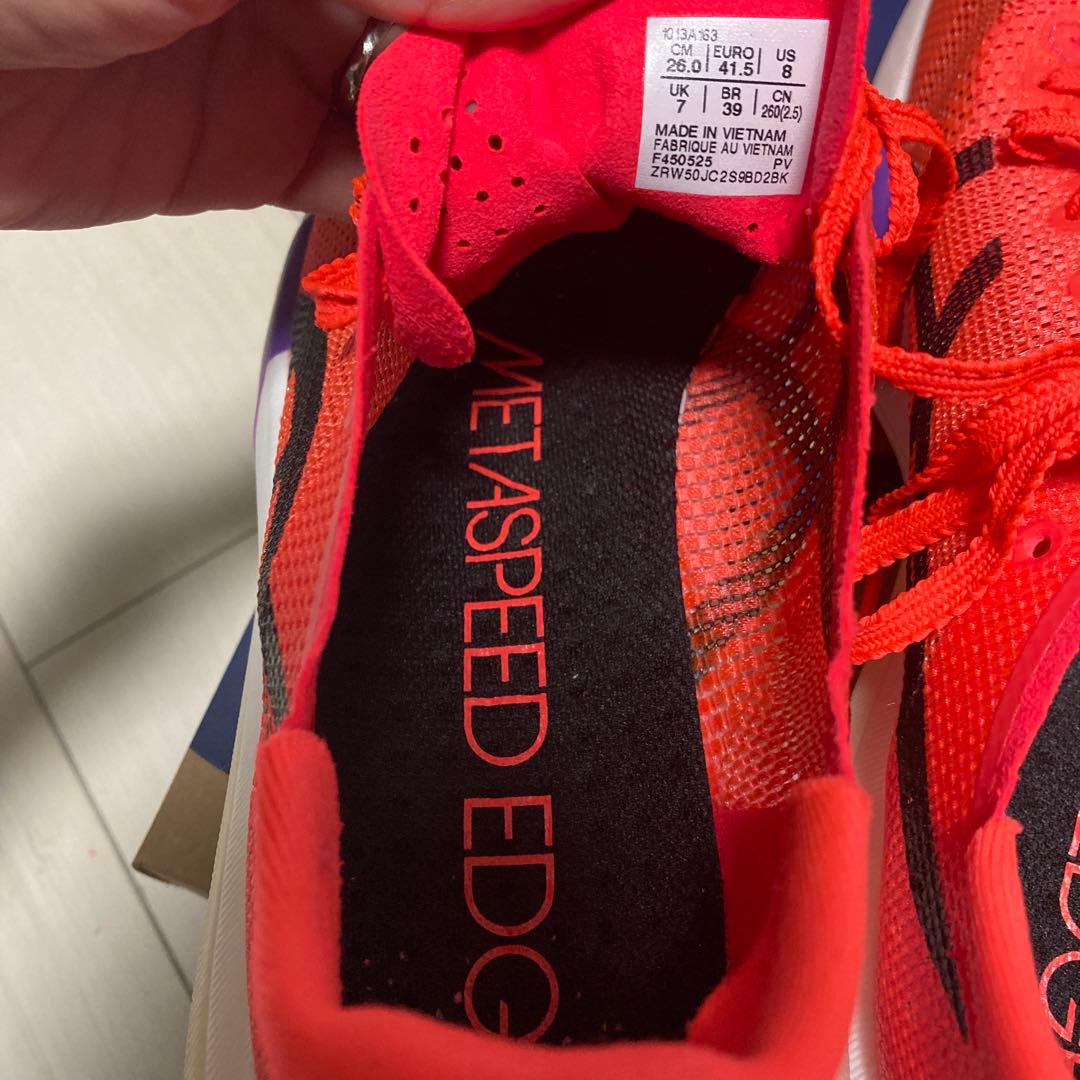 1013A163
CM EURO US
26.0 41.5 8
UK BR CN
7 39 260(2.5)
MADE IN VIETNAM
FABRIQUE AU VIETNAM
F450525 PV
ZRW50JC2S9BD2BK
METASPEED EDG